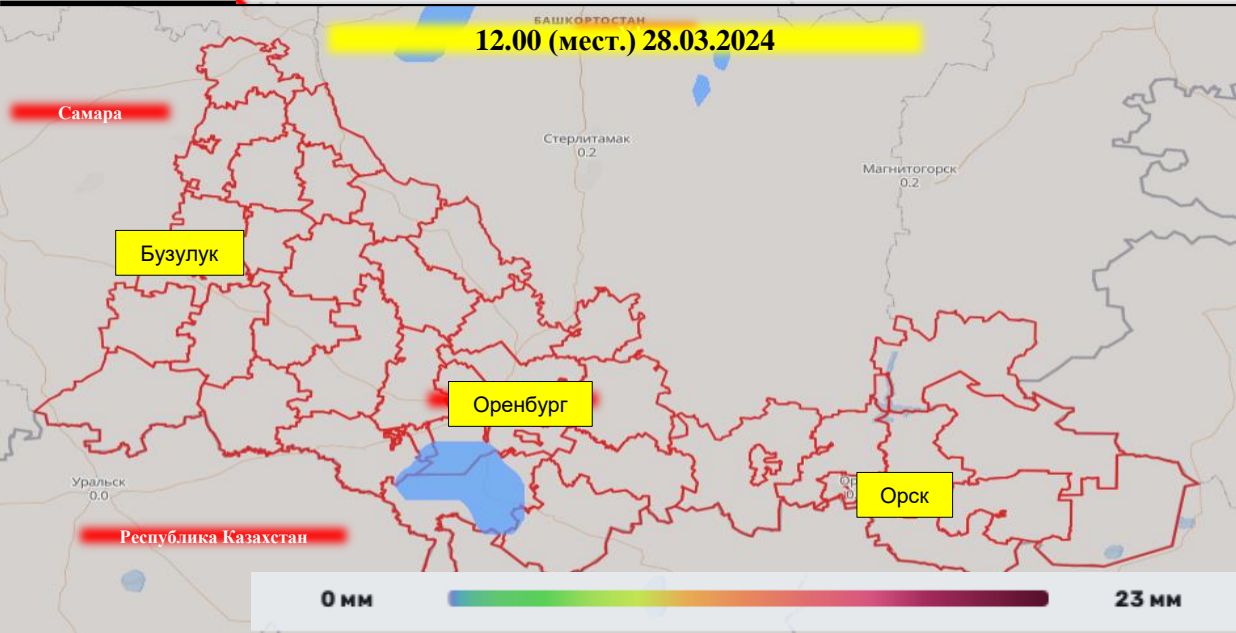 БАШКОРТОСТАН
12.00 (мест.) 28.03.2024
Самара
Стерлитамак
0.2
Магнитогорск
0.2
Бузулук
Оренбург
Уральск
0.0
Орск
Республика Казахстан
0 мм
23 мм